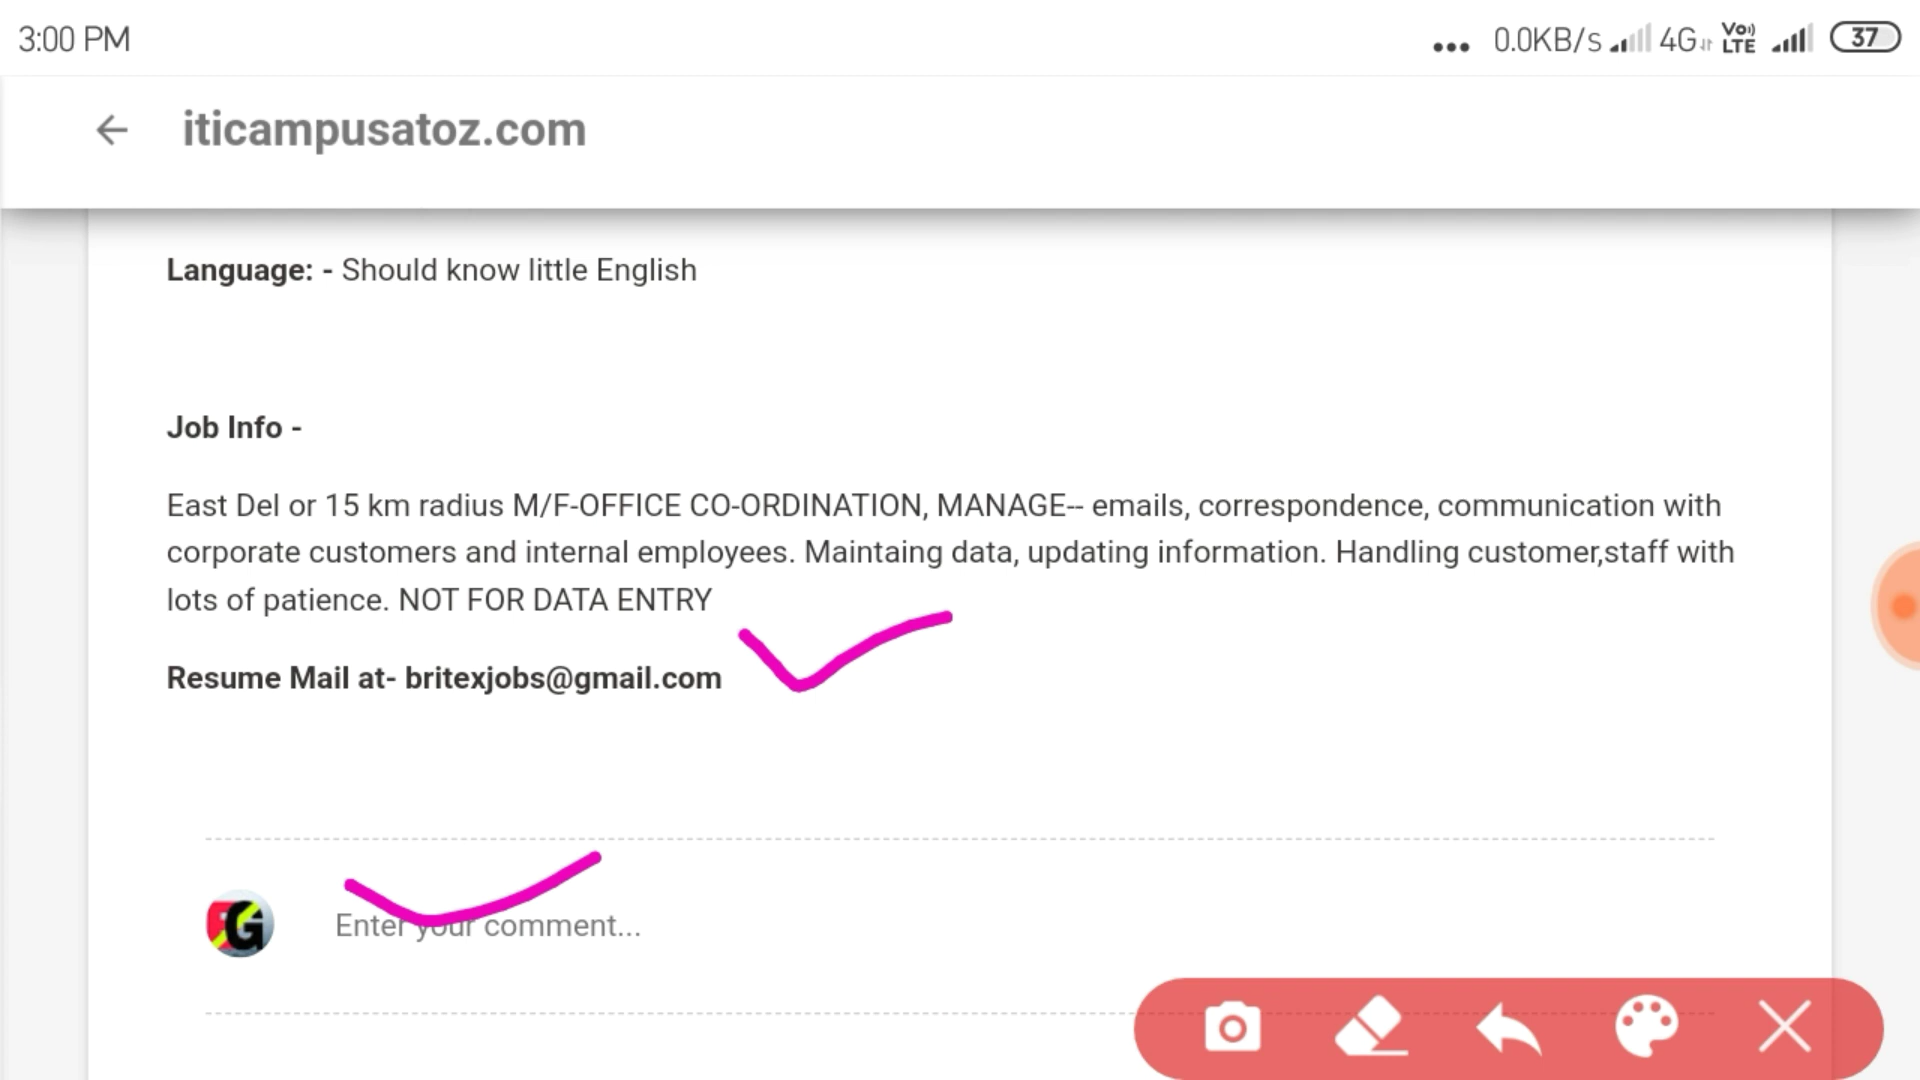 3:00 PM
... 0.0KB/s 4G Vo) LTE 37
iticampusatoz.com
Language: - Should know little English
Job Info -
East Del or 15 km radius M/F-OFFICE CO-ORDINATION, MANAGE-- emails, correspondence, communication with
corporate customers and internal employees. Maintaing data, updating information. Handling customer,staff with
lots of patience. NOT FOR DATA ENTRY
Resume Mail at- britexjobs@gmail.com
G
Enter your comment...